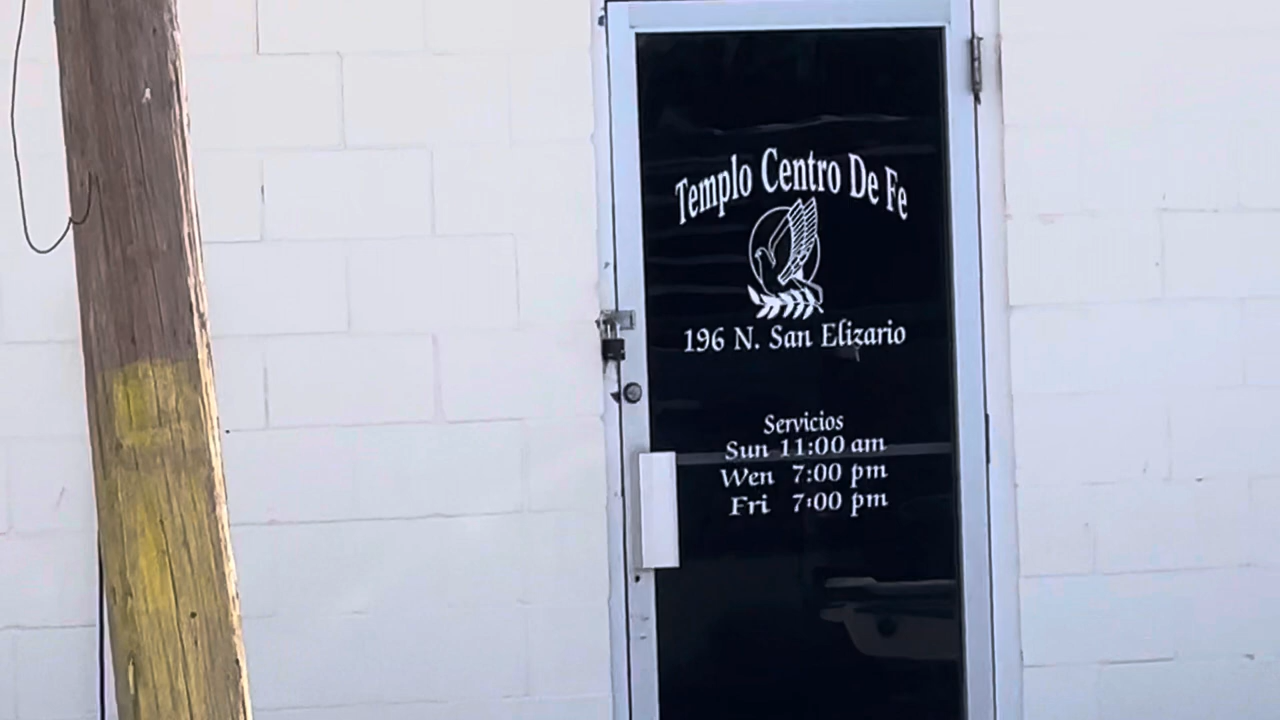 Templo Centro De Fe
196 N. San Elizario
Servicios
Sun 11:00 am
Wen 7:00 pm
Fri 7:00 pm